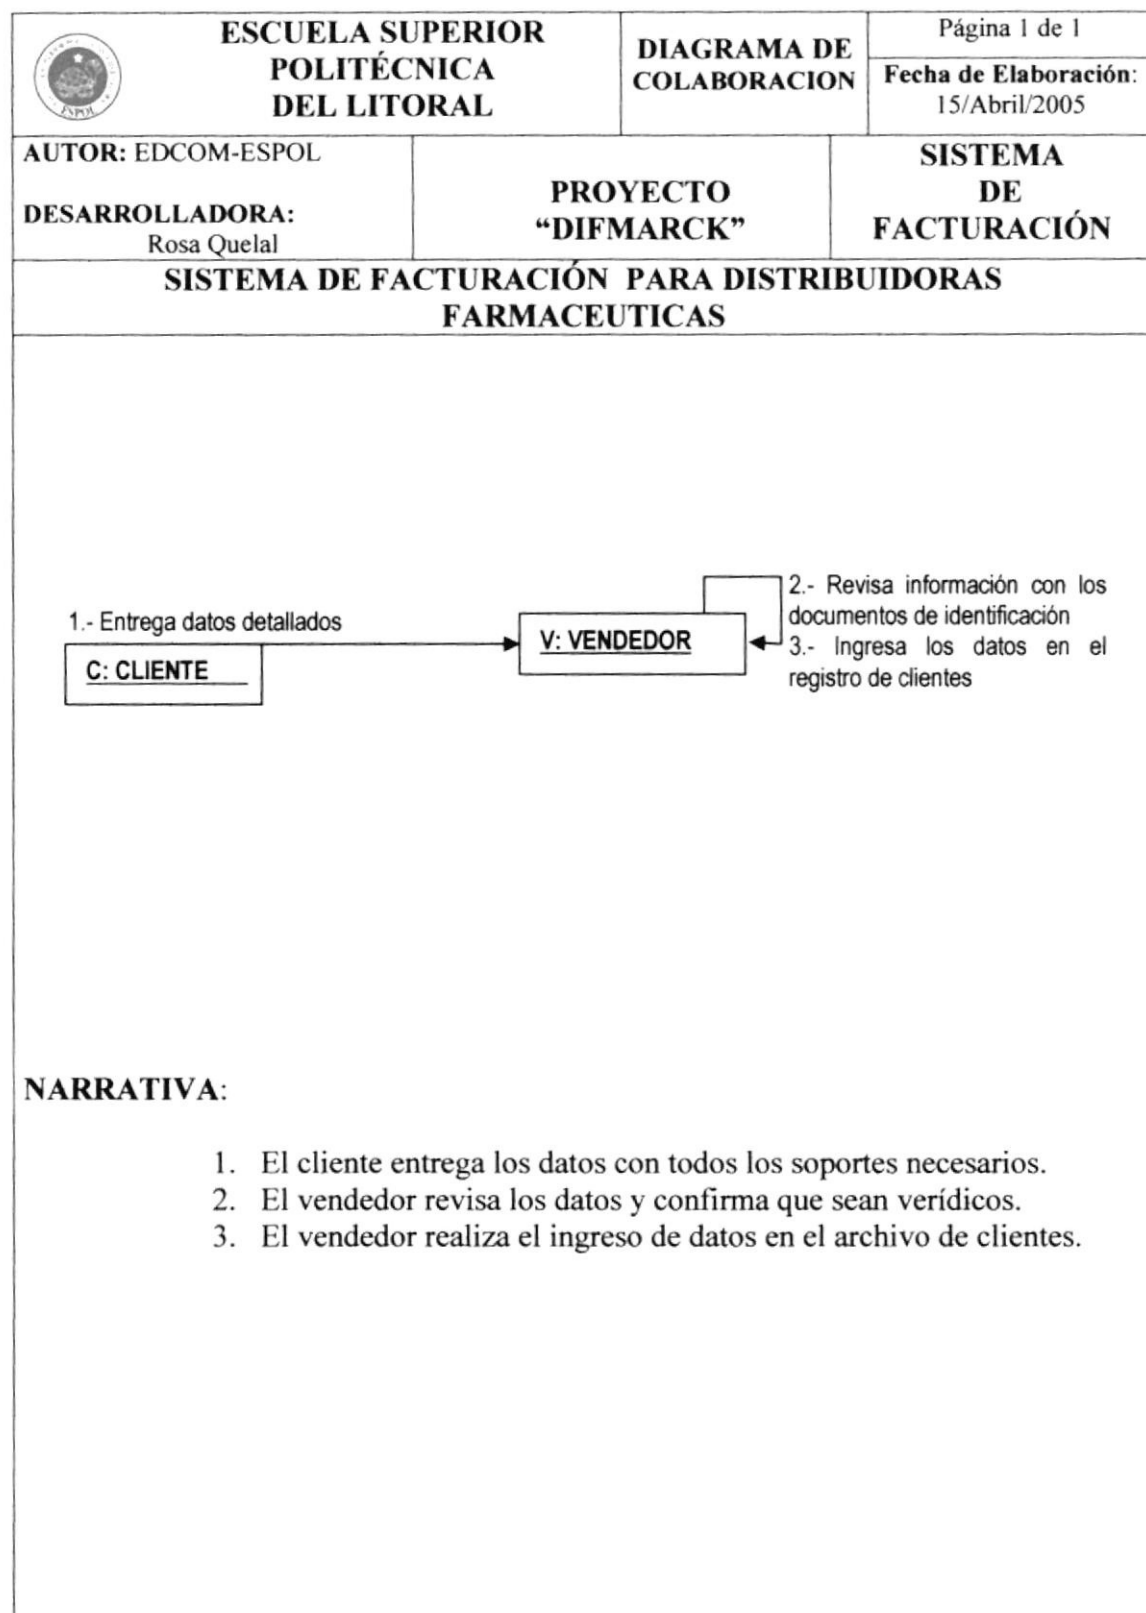 ESPOL
ESCUELA SUPERIOR
POLITÉCNICA
DEL LITORAL
DIAGRAMA DE
COLABORACION
Página 1 de 1
Fecha de Elaboración:
15/Abril/2005
AUTOR: EDCOM-ESPOL
DESARROLLADORA:
Rosa Quelal
PROYECTO
“DIFMARCK”
SISTEMA
DE
FACTURACIÓN
SISTEMA DE FACTURACIÓN PARA DISTRIBUIDORAS
FARMACEUTICAS
1.- Entrega datos detallados
C: CLIENTE
V: VENDEDOR
2.- Revisa información con los
documentos de identificación
3.- Ingresa los datos en el
registro de clientes
NARRATIVA:
1. El cliente entrega los datos con todos los soportes necesarios.
2. El vendedor revisa los datos y confirma que sean verídicos.
3. El vendedor realiza el ingreso de datos en el archivo de clientes.